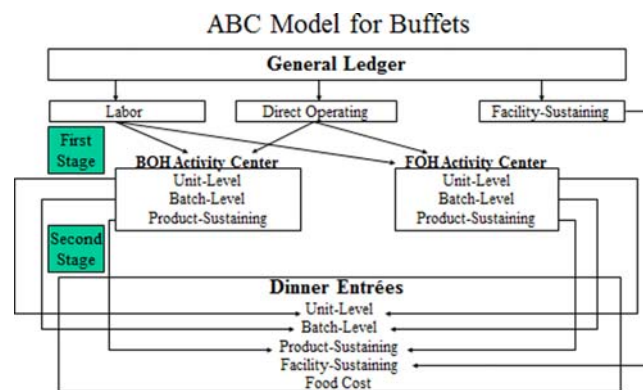 ABC Model for Buffets
General Ledger
Labor
Direct Operating
Facility-Sustaining
First
Stage
BOH Activity Center
Unit-Level
Batch-Level
Product-Sustaining
FOH Activity Center
Unit-Level
Batch-Level
Product-Sustaining
Second
Stage
Dinner Entrées
Unit-Level
Batch-Level
Product-Sustaining
Facility-Sustaining
Food Cost